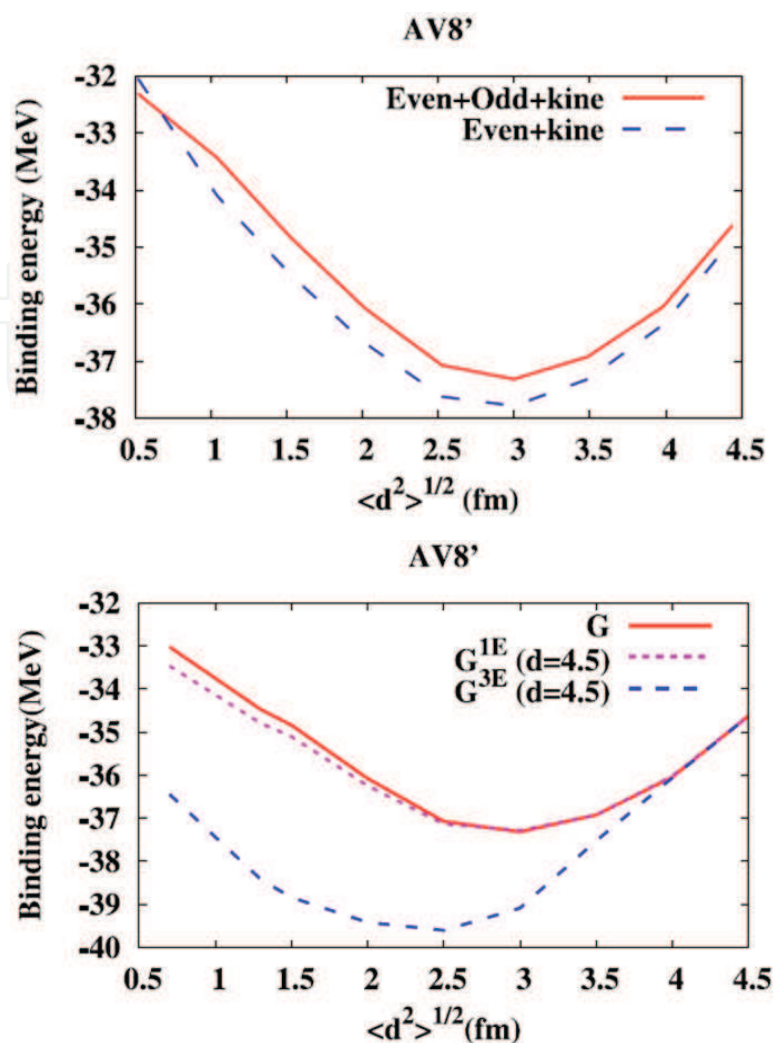 AV8'
Even+Odd+kine
Even+kine
Binding energy (MeV)
-32
-33
-34
-35
-36
-37
-38
0.5 1 1.5 2 2.5 3 3.5 4 4.5
<d²>^1/2 (fm)
AV8'
G
G^1E (d=4.5)
G^3E (d=4.5)
Binding energy(MeV)
-32
-33
-34
-35
-36
-37
-38
-39
-40
0.5 1 1.5 2 2.5 3 3.5 4 4.5
<d²>^1/2(fm)